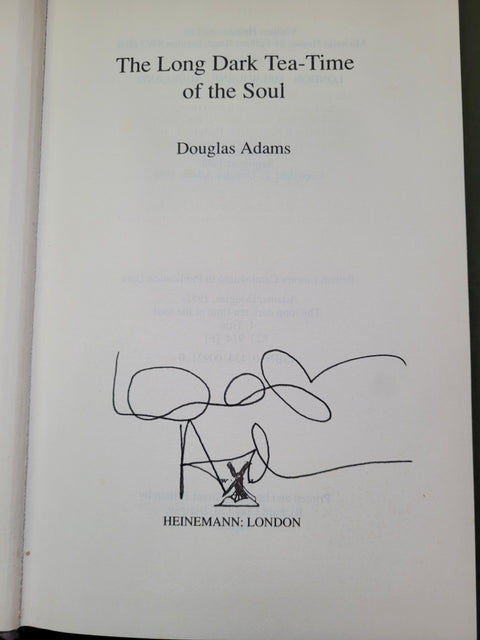 The Long Dark Tea-Time
of the Soul
Douglas Adams
HEINEMANN: LONDON